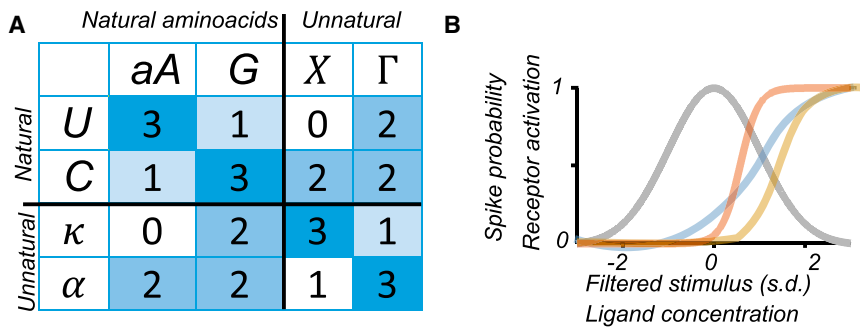 A
Natural aminoacids Unnatural
aA G X Γ
Natural
U 3 1 0 2
C 1 3 2 2
Unnatural
κ 0 2 3 1
α 2 2 1 3
B
Spike probability
Receptor activation
1
0
-2 0 2
Filtered stimulus (s.d.)
Ligand concentration